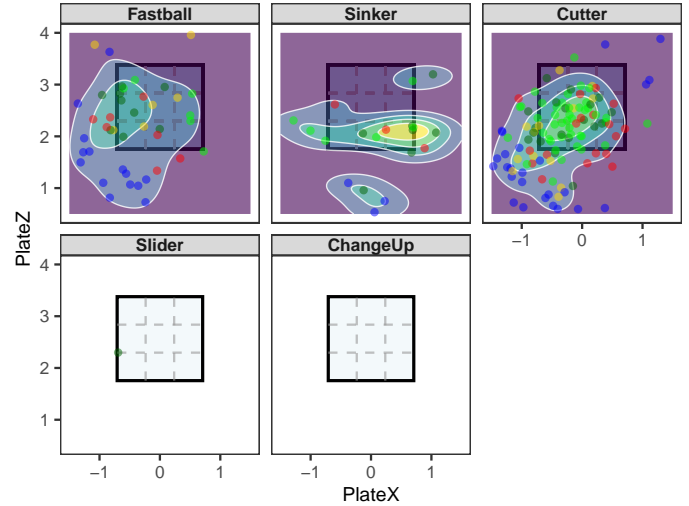 Fastball Sinker Cutter
4
3
2
1
−1 0 1
Slider ChangeUp
4
3
2
1
−1 0 1 −1 0 1
PlateX
PlateZ